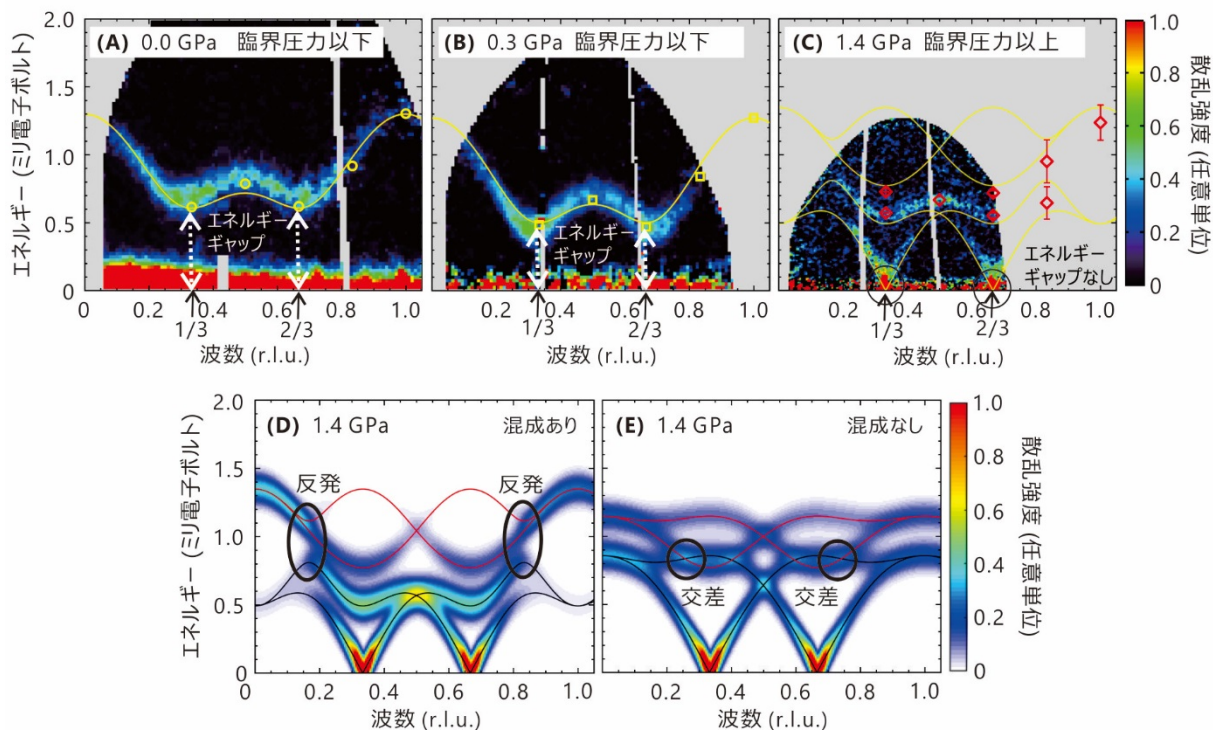 (A) 0.0 GPa 臨界圧力以下
(B) 0.3 GPa 臨界圧力以下
(C) 1.4 GPa 臨界圧力以上
エネルギー (ミリ電子ボルト)
2.0
1.5
1.0
0.5
0
エネルギー
ギャップ
エネルギー
ギャップ
エネルギー
ギャップなし
0.2 0.4 0.6 0.8 1.0
0.2 0.4 0.6 0.8 1.0
0.2 0.4 0.6 0.8 1.0
1/3 2/3
1/3 2/3
1/3 2/3
波数 (r.l.u.)
波数 (r.l.u.)
波数 (r.l.u.)
1.0
0.8
0.6
0.4
0.2
0
散乱強度 (任意単位)
(D) 1.4 GPa 混成あり
(E) 1.4 GPa 混成なし
エネルギー (ミリ電子ボルト)
2.0
1.5
1.0
0.5
0
反発
反発
交差
交差
0 0.2 0.4 0.6 0.8 1.0
0.2 0.4 0.6 0.8 1.0
波数 (r.l.u.)
波数 (r.l.u.)
1.0
0.8
0.6
0.4
0.2
0
散乱強度 (任意単位)